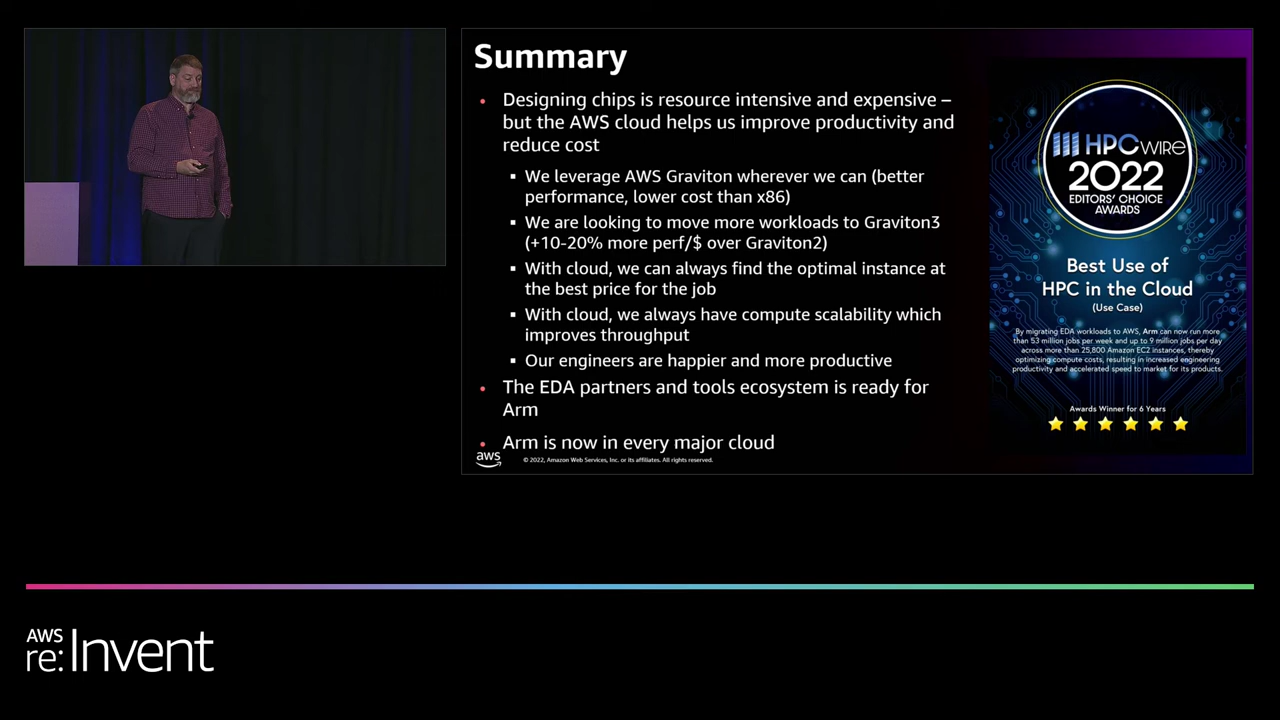 Summary
• Designing chips is resource intensive and expensive –
but the AWS cloud helps us improve productivity and
reduce cost
▪ We leverage AWS Graviton wherever we can (better
performance, lower cost than x86)
▪ We are looking to move more workloads to Graviton3
(+10-20% more perf/$ over Graviton2)
▪ With cloud, we can always find the optimal instance at
the best price for the job
▪ With cloud, we always have compute scalability which
improves throughput
▪ Our engineers are happier and more productive
• The EDA partners and tools ecosystem is ready for
Arm
• Arm is now in every major cloud
aws
© 2022, Amazon Web Services, Inc. or its affiliates. All rights reserved.
HPCwire
2022
EDITORS' CHOICE
AWARDS
Best Use of
HPC in the Cloud
(Use Case)
By migrating EDA workloads to AWS, Arm can now run more
than 53 million jobs per week and up to 9 million jobs per day
across more than 25,800 Amazon EC2 instances, thereby
optimizing compute costs, resulting in increased engineering
productivity and accelerated speed to market for its products.
Awards Winner for 6 Years
AWS
re:Invent